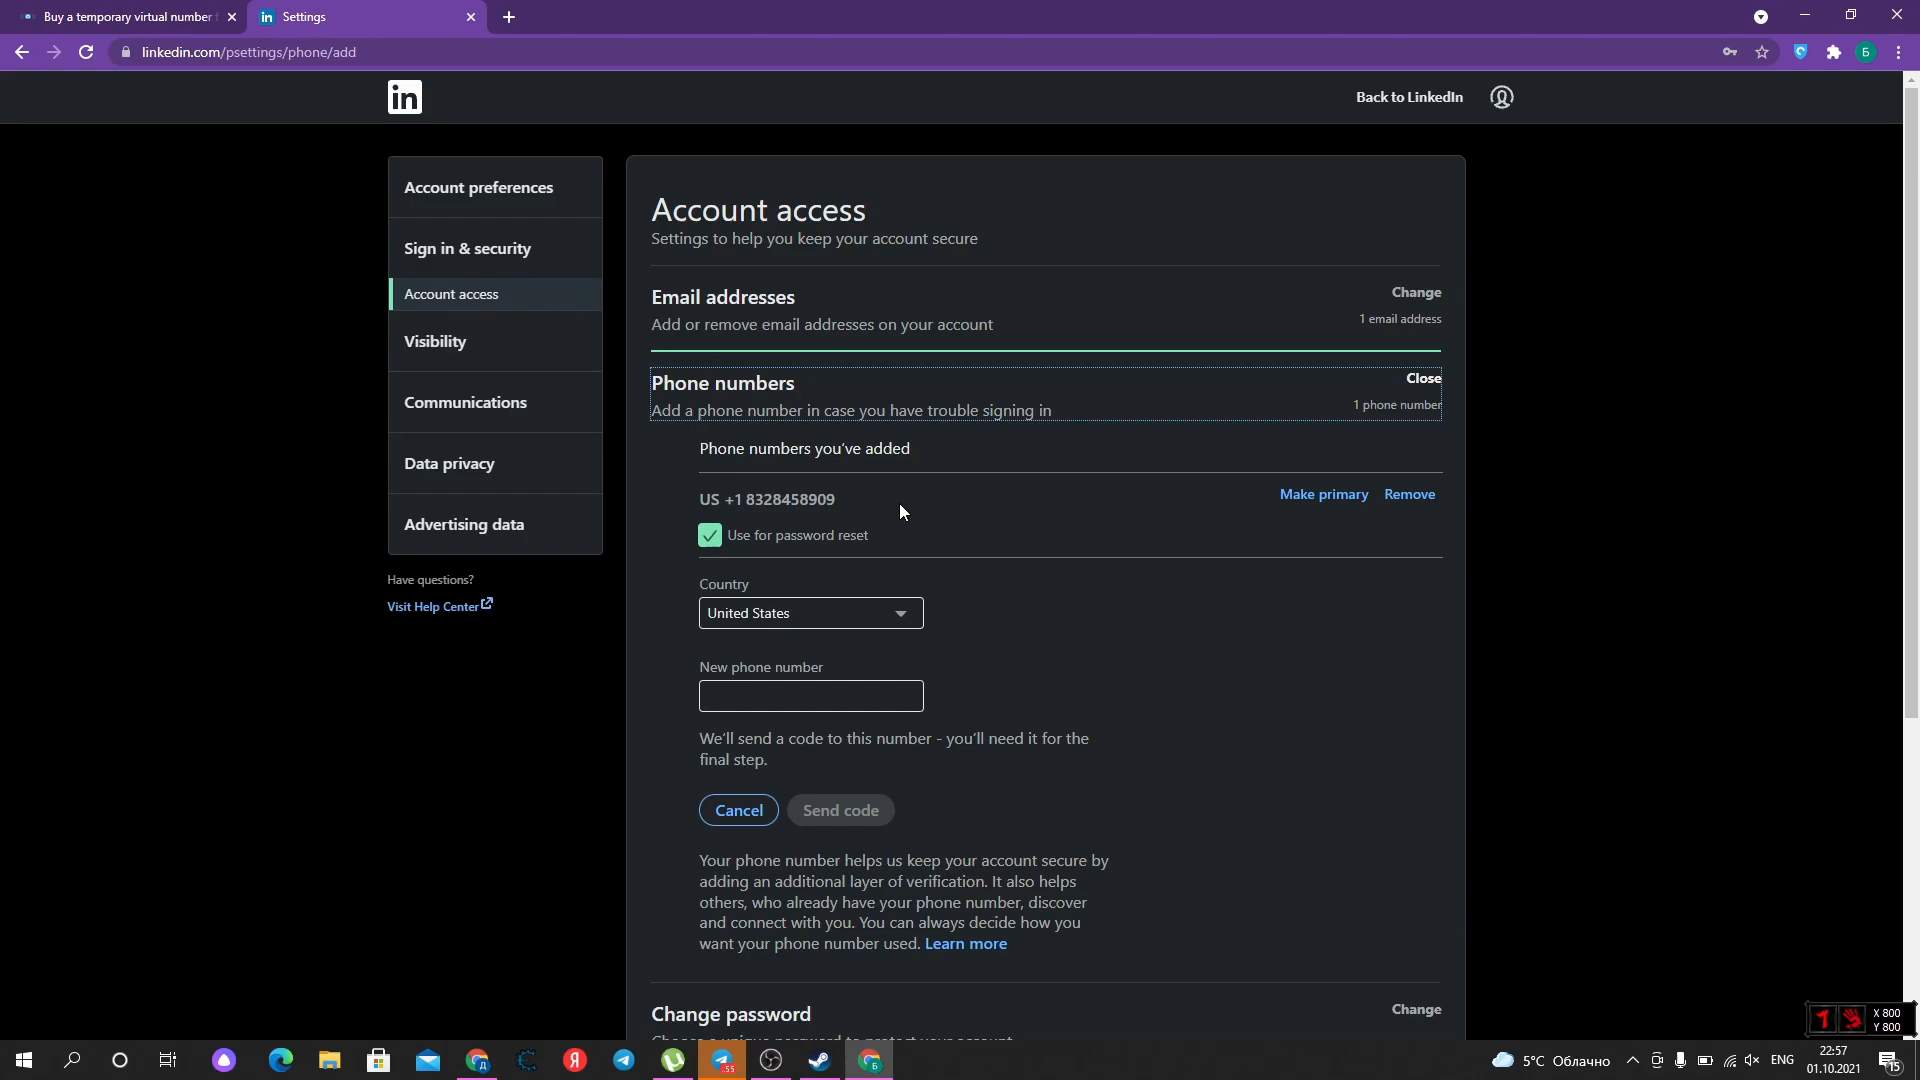 Buy a temporary virtual number
Settings
linkedin.com/psettings/phone/add
Б
in
Back to LinkedIn
Account preferences
Sign in & security
Account access
Visibility
Communications
Data privacy
Advertising data
Have questions?
Visit Help Center
Account access
Settings to help you keep your account secure
Email addresses
Change
Add or remove email addresses on your account
1 email address
Phone numbers
Close
Add a phone number in case you have trouble signing in
1 phone number
Phone numbers you've added
US +1 8328458909
Make primary
Remove
Use for password reset
Country
United States
New phone number
We'll send a code to this number - you'll need it for the
final step.
Cancel
Send code
Your phone number helps us keep your account secure by
adding an additional layer of verification. It also helps
others, who already have your phone number, discover
and connect with you. You can always decide how you
want your phone number used. Learn more
Change password
Change
X 800
Y 800
5°C Облачно
ENG
22:57
01.10.2021
15